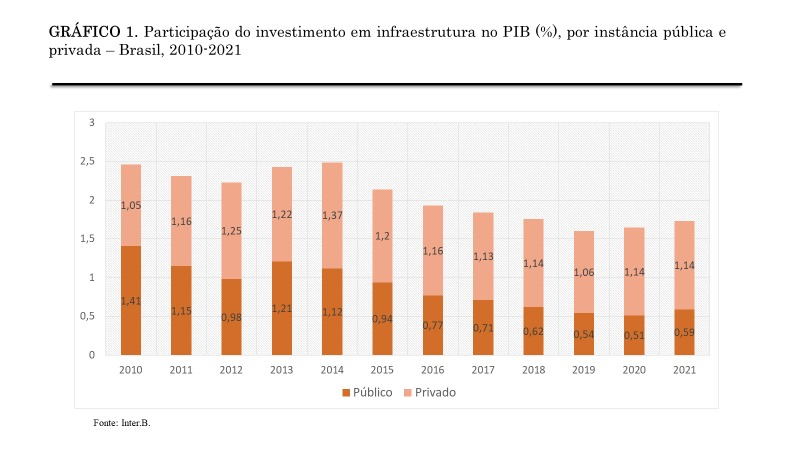 GRÁFICO 1. Participação do investimento em infraestrutura no PIB (%), por instância pública e
privada – Brasil, 2010-2021
3
2,5
2
1,5
1
0,5
0
1,05 1,16 1,25 1,22 1,37 1,2 1,16 1,13 1,14 1,06 1,14 1,14
1,41 1,15 0,98 1,21 1,12 0,94 0,77 0,71 0,62 0,54 0,51 0,59
2010 2011 2012 2013 2014 2015 2016 2017 2018 2019 2020 2021
Público Privado
Fonte: Inter.B.